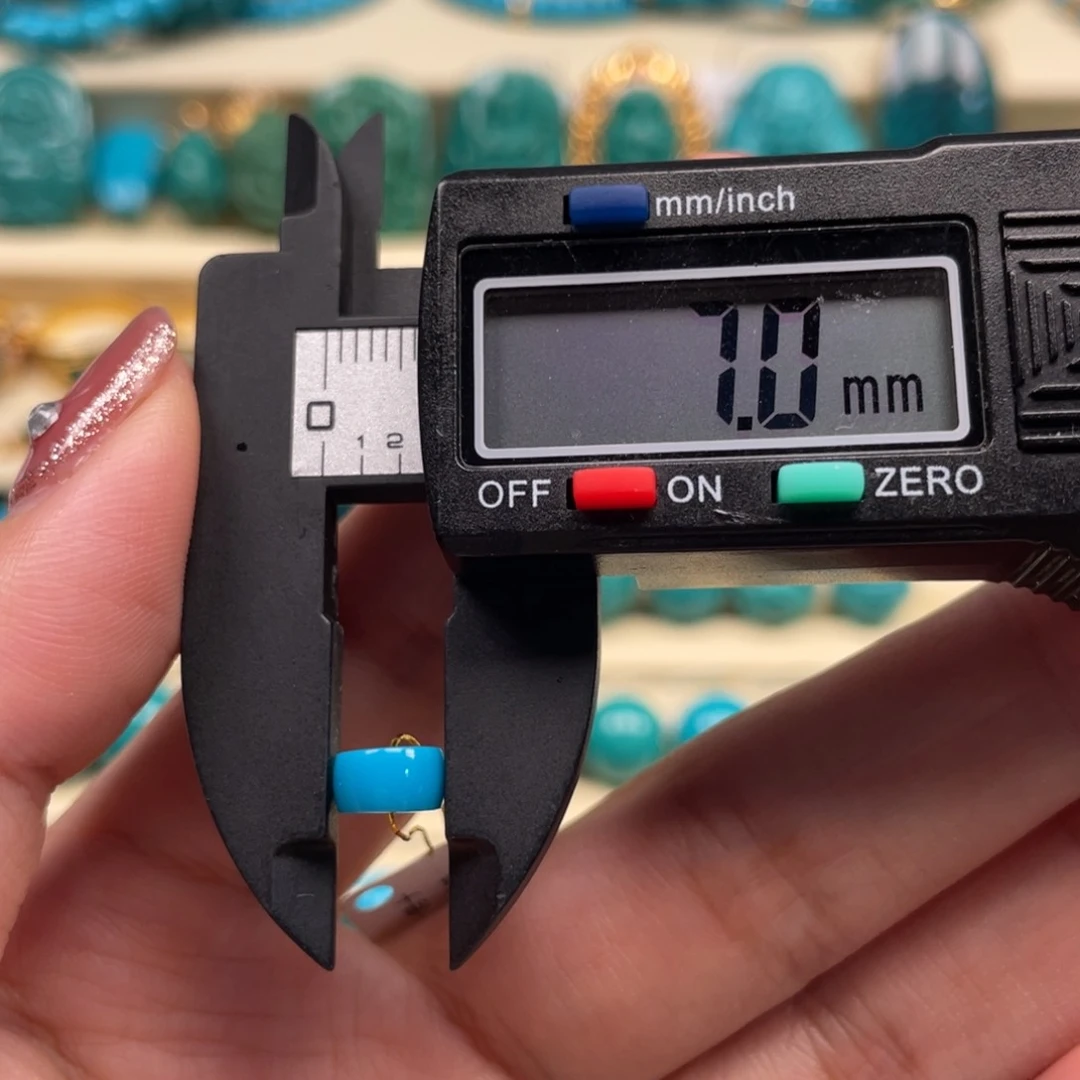 mm/inch
7.0 mm
0
1 2
OFF ON ZERO